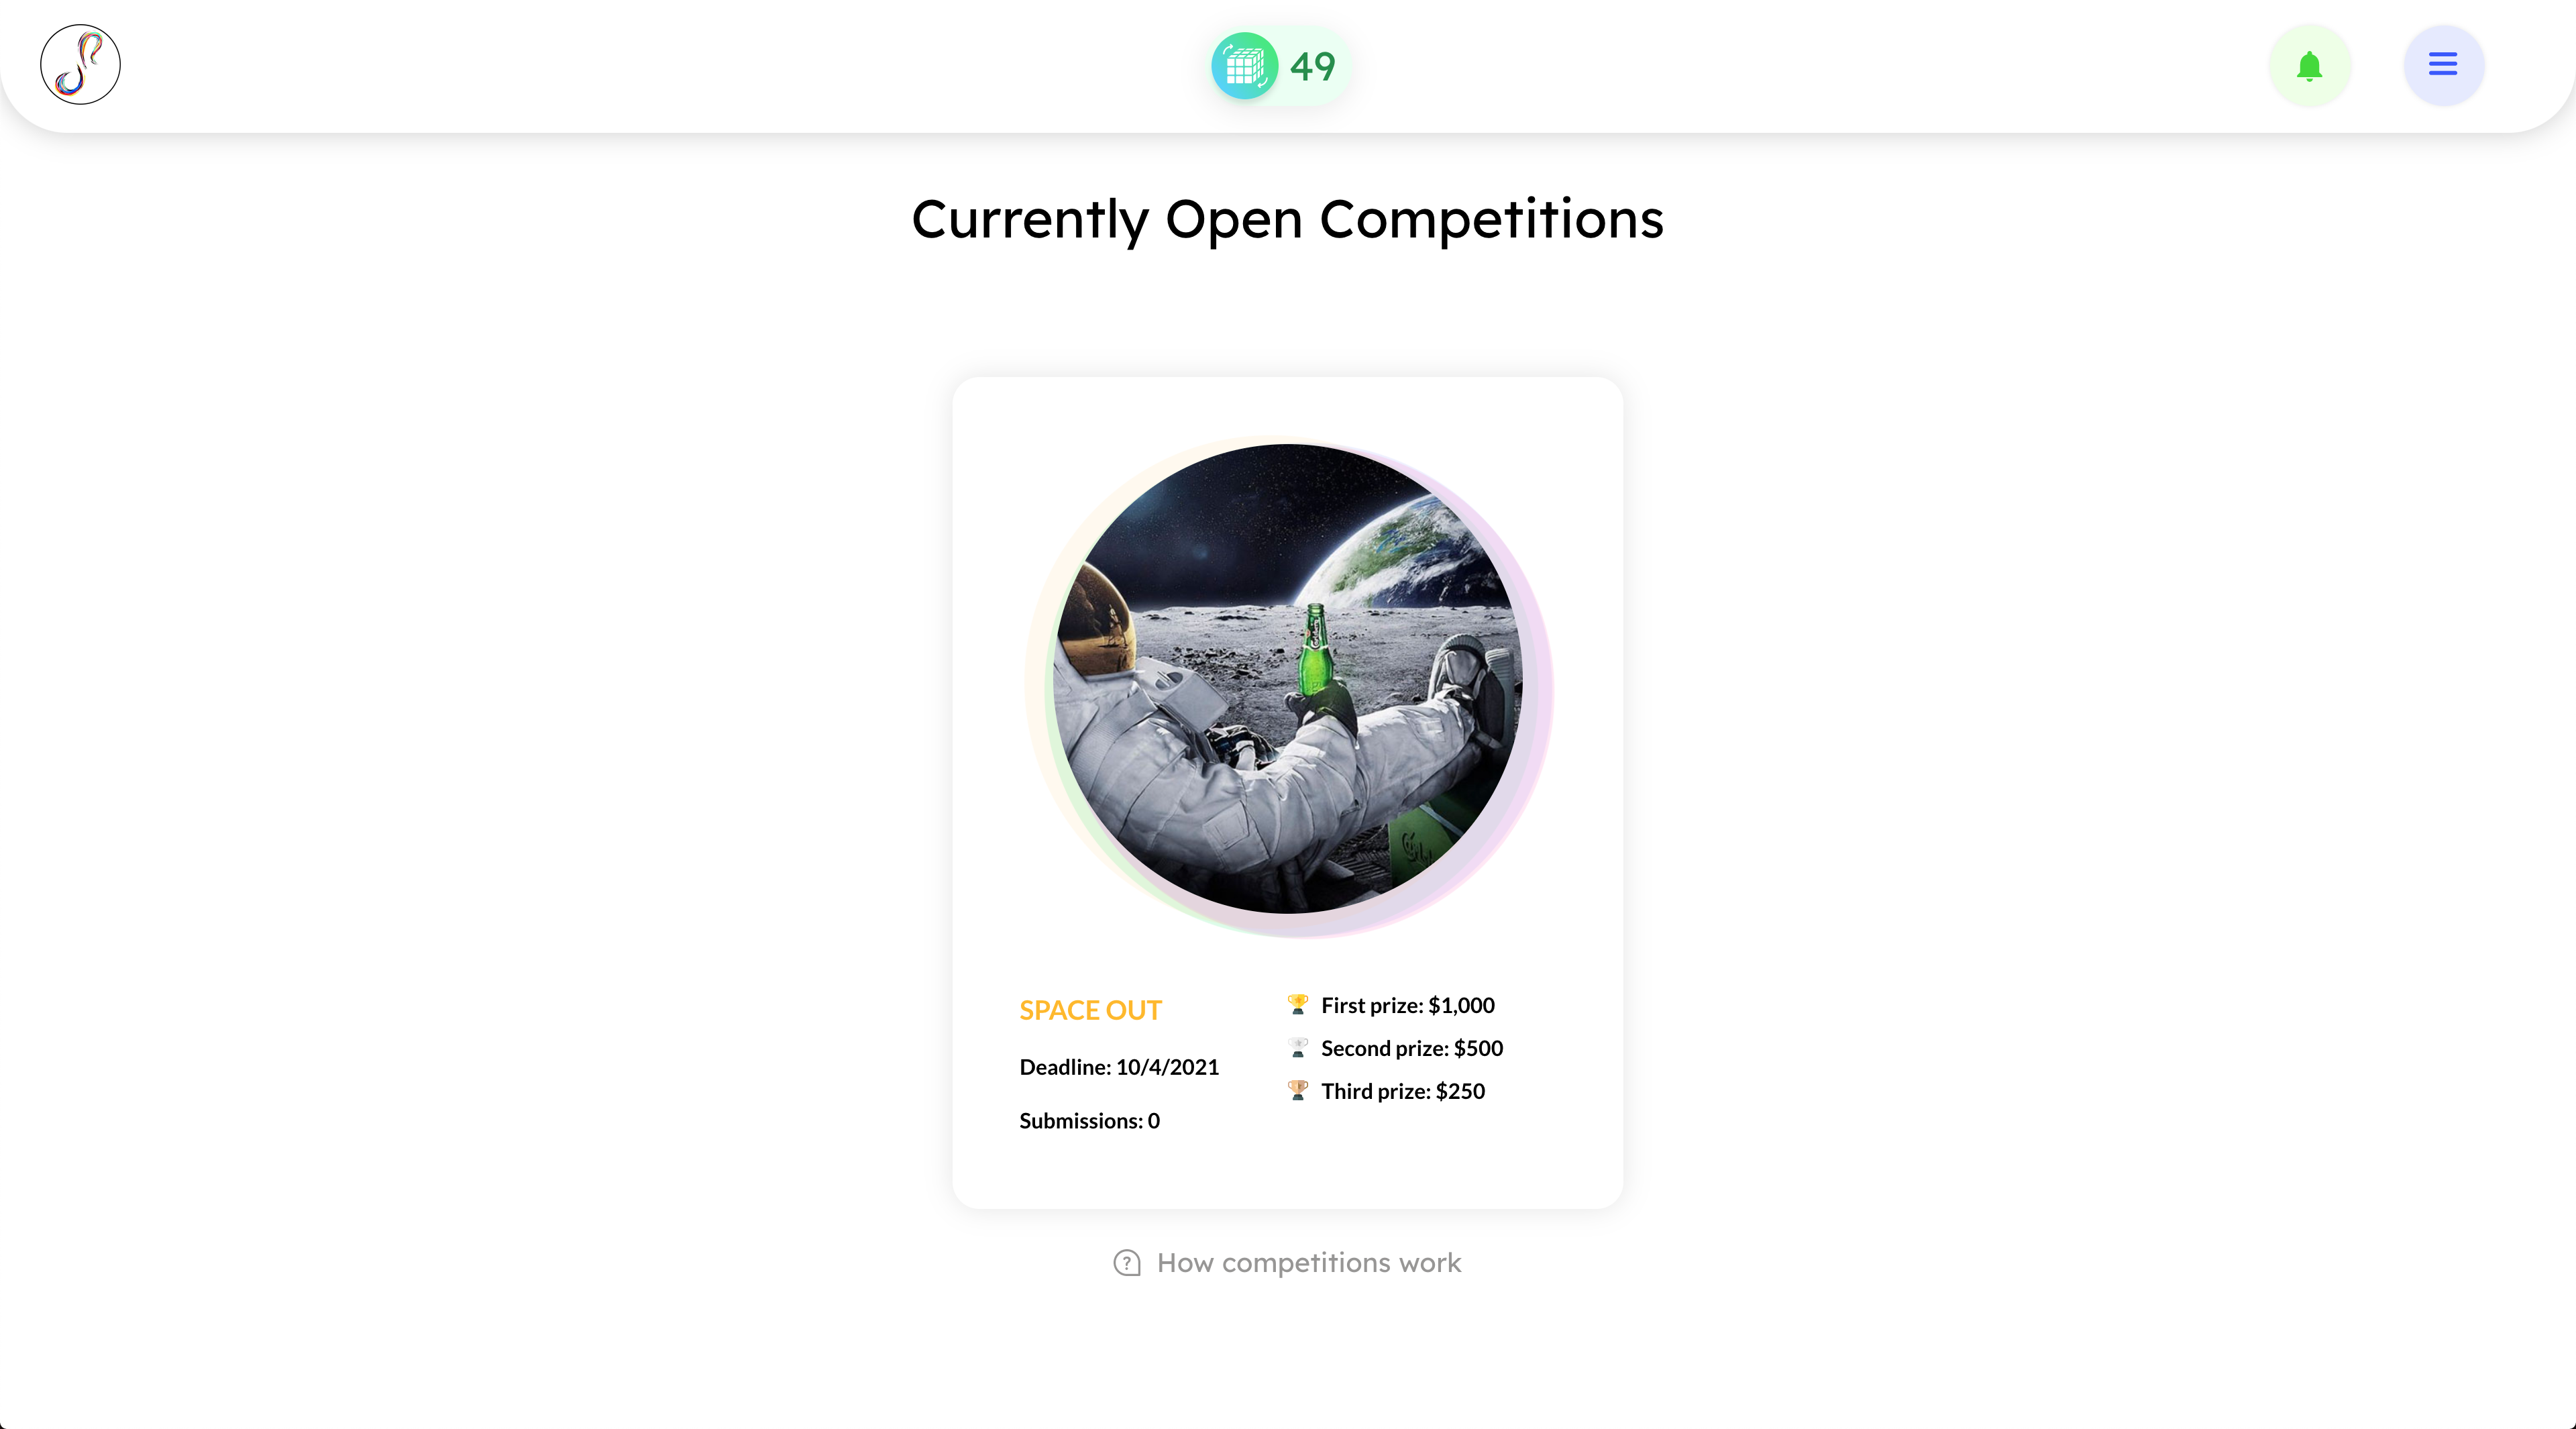 49
Currently Open Competitions
SPACE OUT
Deadline: 10/4/2021
Submissions: 0
First prize: $1,000
Second prize: $500
Third prize: $250
How competitions work